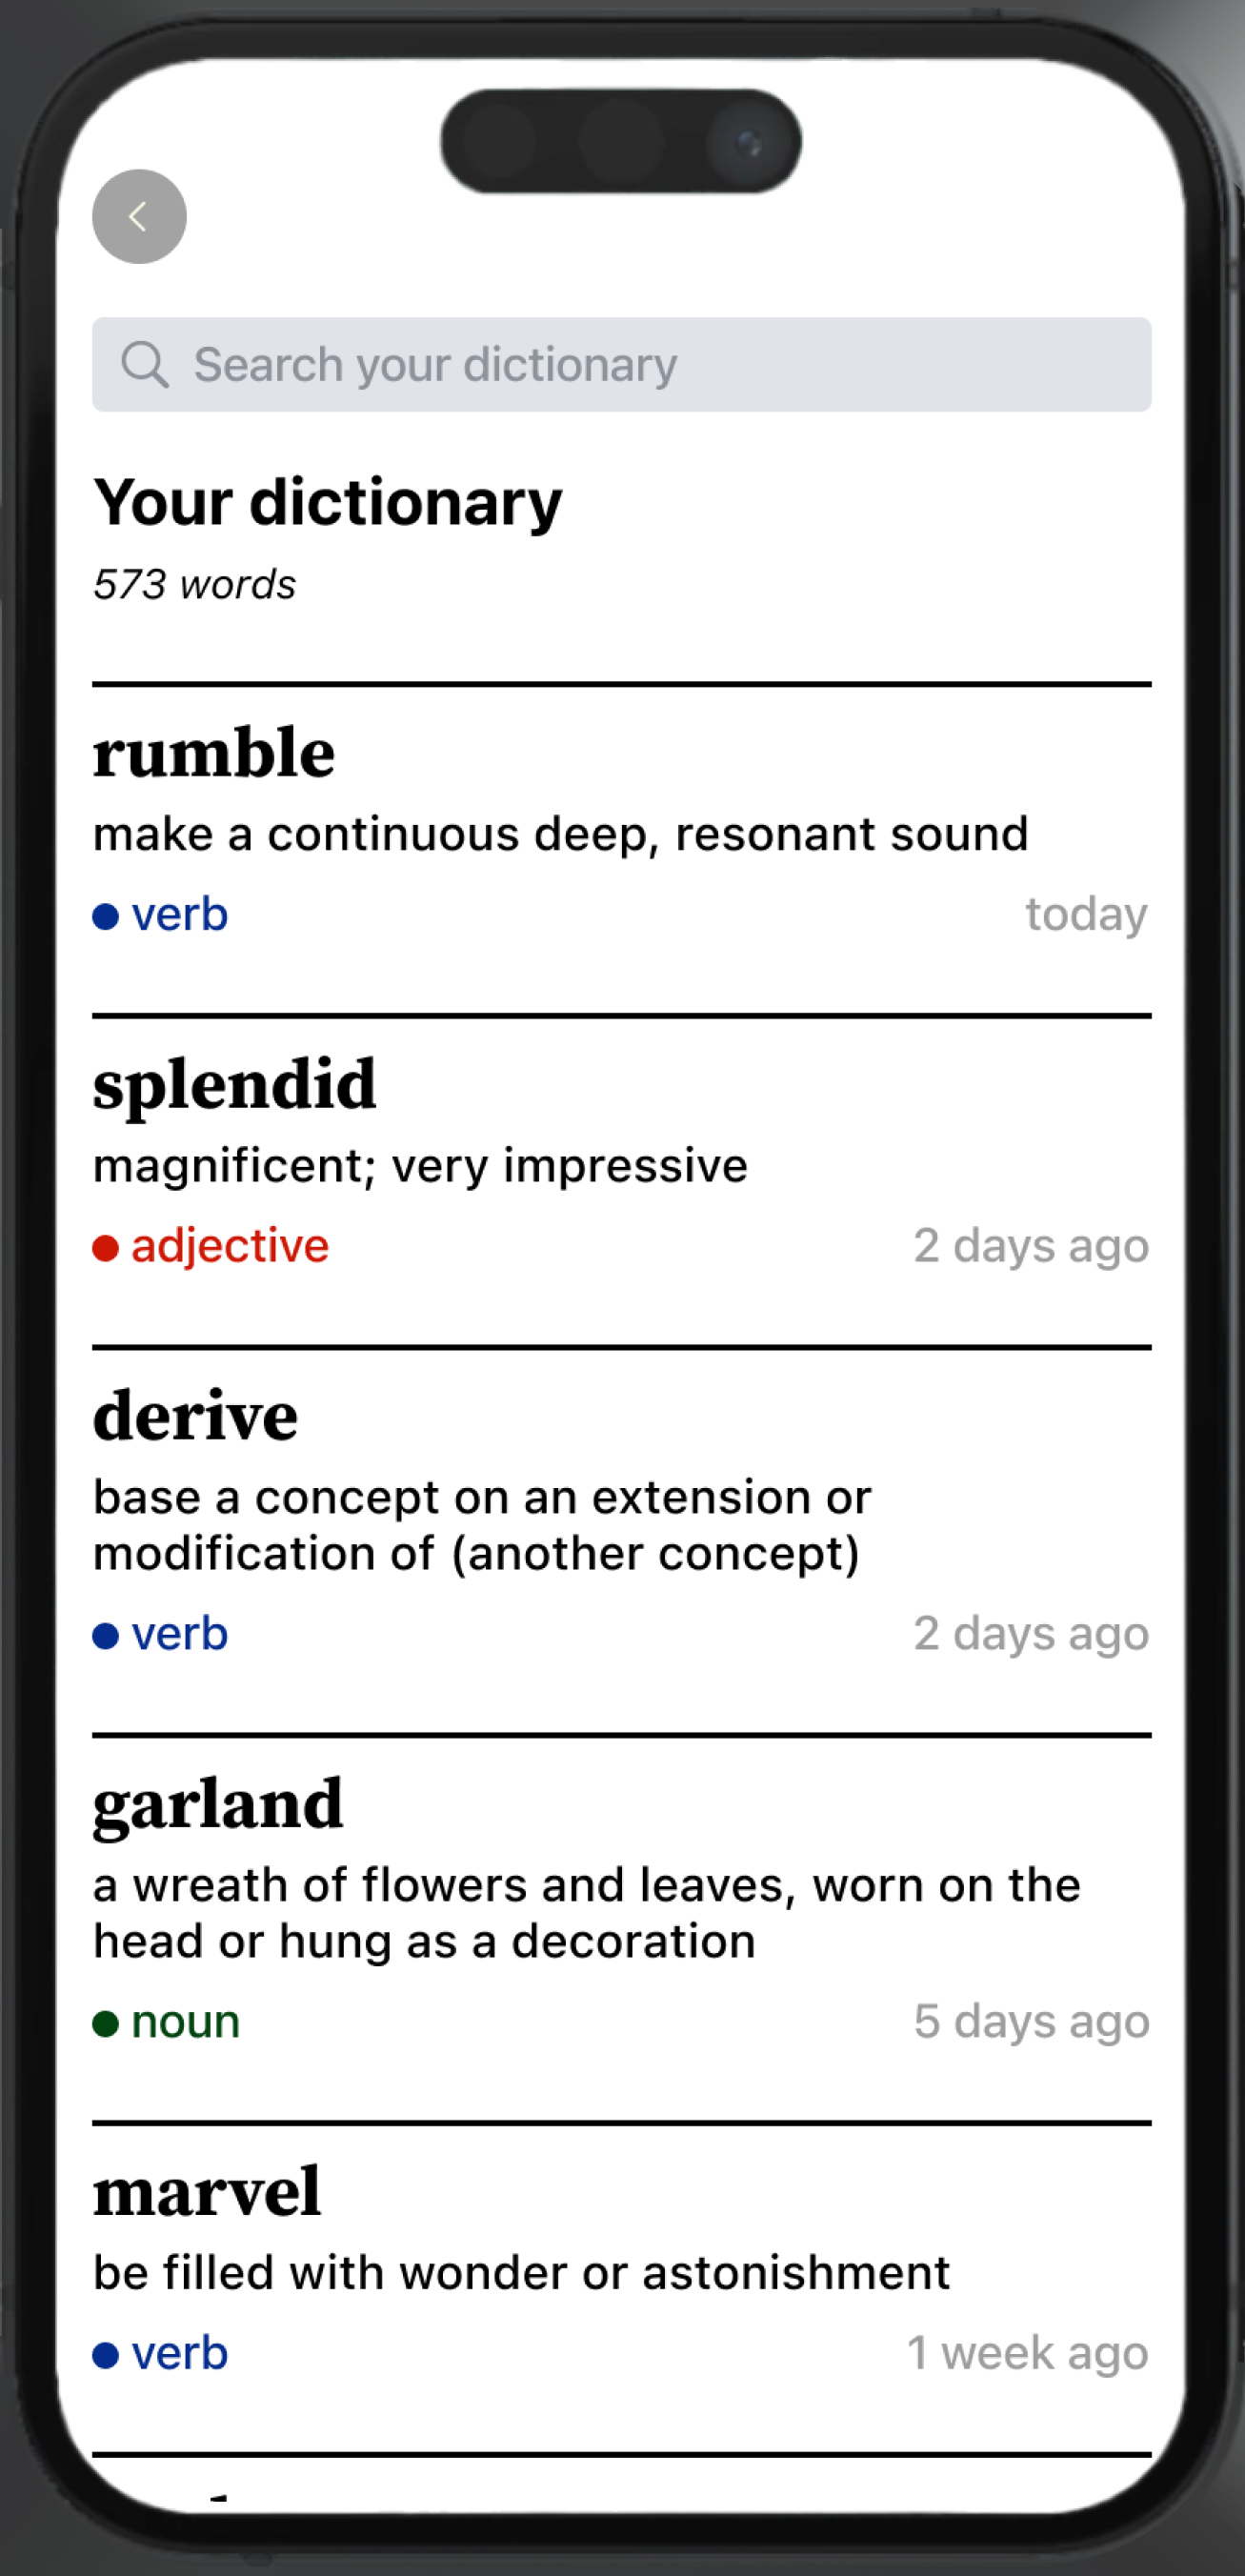 Search your dictionary
Your dictionary
573 words
rumble
make a continuous deep, resonant sound
verb
today
splendid
magnificent; very impressive
adjective
2 days ago
derive
base a concept on an extension or
modification of (another concept)
verb
2 days ago
garland
a wreath of flowers and leaves, worn on the
head or hung as a decoration
noun
5 days ago
marvel
be filled with wonder or astonishment
verb
1 week ago